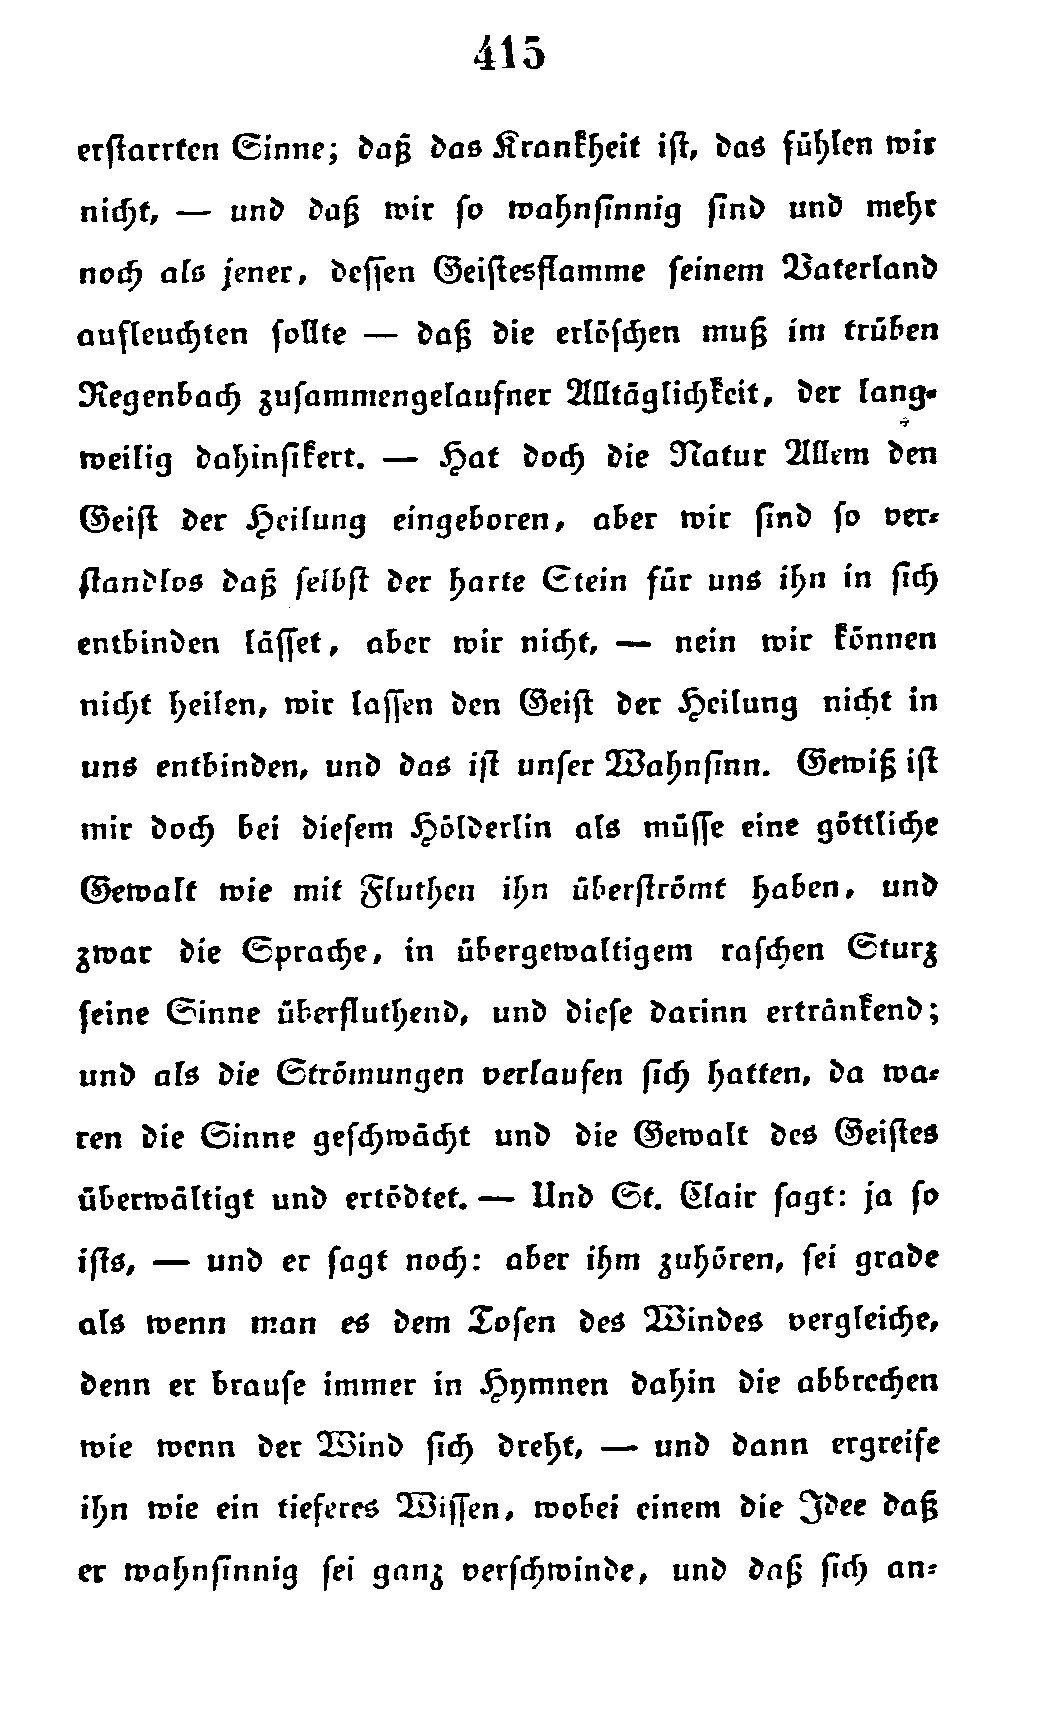 415
erstarrten Sinne; daß das Krankheit ist, das fühlen wir
nicht, — und daß wir so wahnsinnig sind und mehr
noch als jener, dessen Geistesflamme seinem Vaterland
aufleuchten sollte — daß die erlöschen muß im trüben
Regenbach zusammengelaufner Alltäglichkeit, der lang-
weilig dahinsikert. — Hat doch die Natur Allem den
Geist der Heilung eingeboren, aber wir sind so ver-
standlos daß selbst der harte Stein für uns ihn in sich
entbinden lässet, aber wir nicht, — nein wir können
nicht heilen, wir lassen den Geist der Heilung nicht in
uns entbinden, und das ist unser Wahnsinn. Gewiß ist
mir doch bei diesem Hölderlin als müsse eine göttliche
Gewalt wie mit Fluthen ihn überströmt haben, und
zwar die Sprache, in übergewaltigem raschen Sturz
seine Sinne überfluthend, und diese darinn ertränkend;
und als die Strömungen verlaufen sich hatten, da wa-
ren die Sinne geschwächt und die Gewalt des Geistes
überwältigt und ertödtet. — Und St. Clair sagt: ja so
ists, — und er sagt noch: aber ihm zuhören, sei grade
als wenn man es dem Tosen des Windes vergleiche,
denn er brause immer in Hymnen dahin die abbrechen
wie wenn der Wind sich dreht, — und dann ergreife
ihn wie ein tieferes Wissen, wobei einem die Idee daß
er wahnsinnig sei ganz verschwinde, und daß sich an-